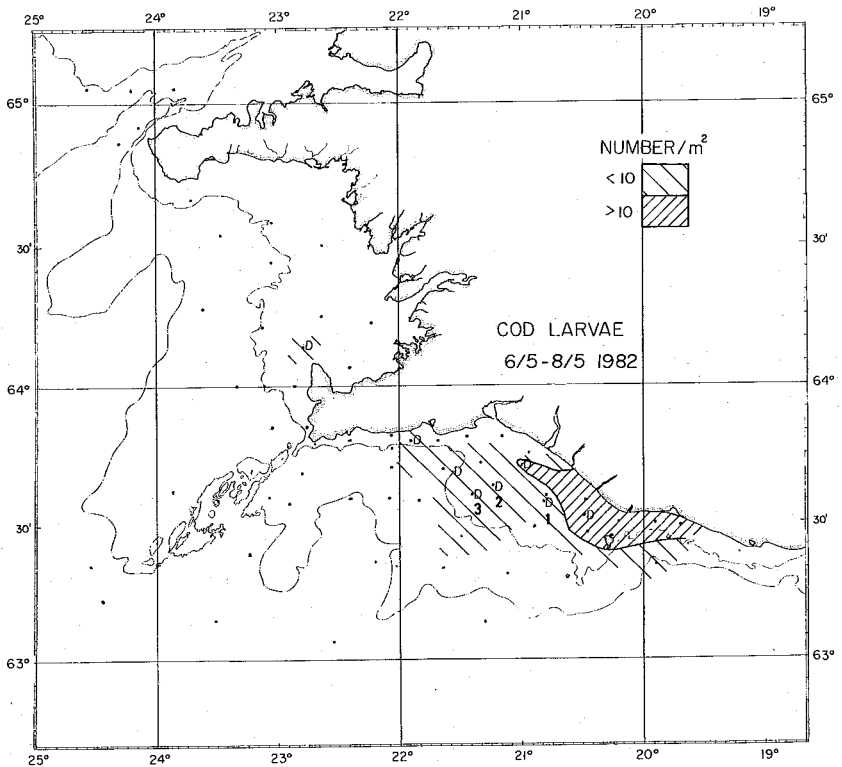 25° 24° 23° 22° 21° 20° 19°
65° 65°
NUMBER/m²
<10
>10
30' 30'
D
COD LARVAE
6/5-8/5 1982
64° 64°
D
D
D
D
D
D
D
3 2 1
30' 30'
63° 63°
25° 24° 23° 22° 21° 20° 19°